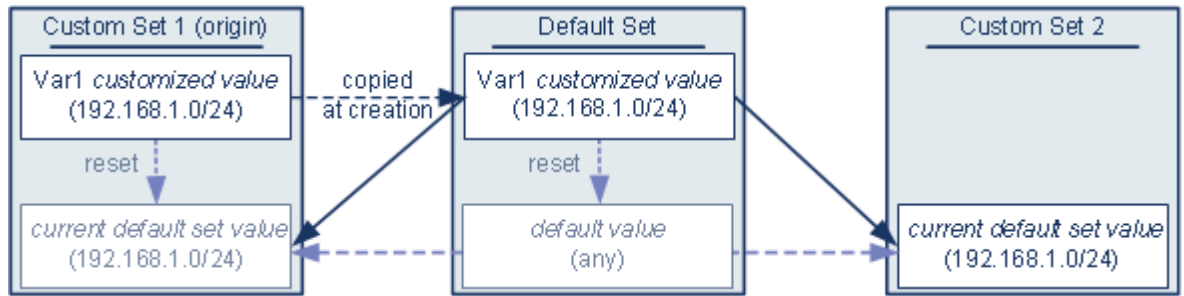 Custom Set 1 (origin)
Var1 customized value
(192.168.1.0/24)
reset
current default set value
(192.168.1.0/24)
copied
at creation
Default Set
Var1 customized value
(192.168.1.0/24)
reset
default value
(any)
Custom Set 2
current default set value
(192.168.1.0/24)